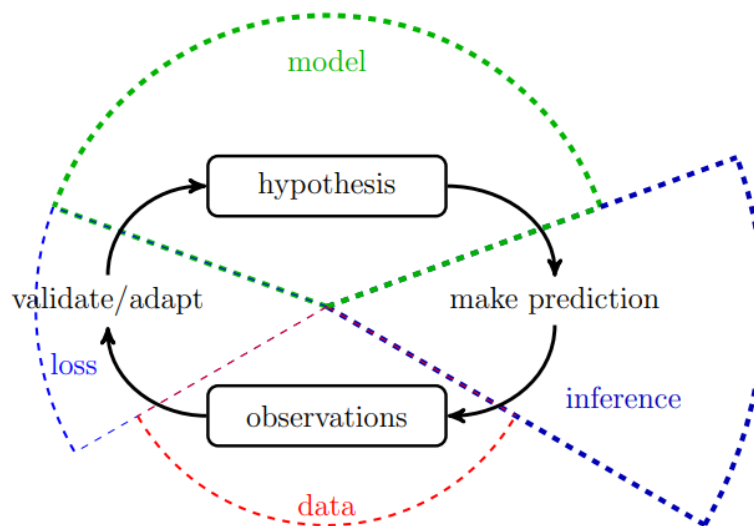 model
hypothesis
validate/adapt
make prediction
loss
inference
observations
data